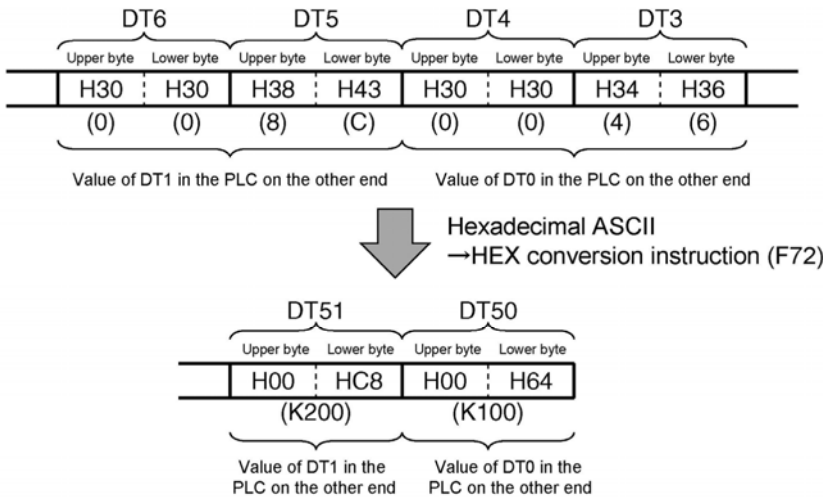 DT6 DT5 DT4 DT3
Upper byte Lower byte Upper byte Lower byte Upper byte Lower byte Upper byte Lower byte
H30 H30 H38 H43 H30 H30 H34 H36
(0) (0) (8) (C) (0) (0) (4) (6)
Value of DT1 in the PLC on the other end Value of DT0 in the PLC on the other end
Hexadecimal ASCII
→HEX conversion instruction (F72)
DT51 DT50
Upper byte Lower byte Upper byte Lower byte
H00 HC8 H00 H64
(K200) (K100)
Value of DT1 in the Value of DT0 in the
PLC on the other end PLC on the other end